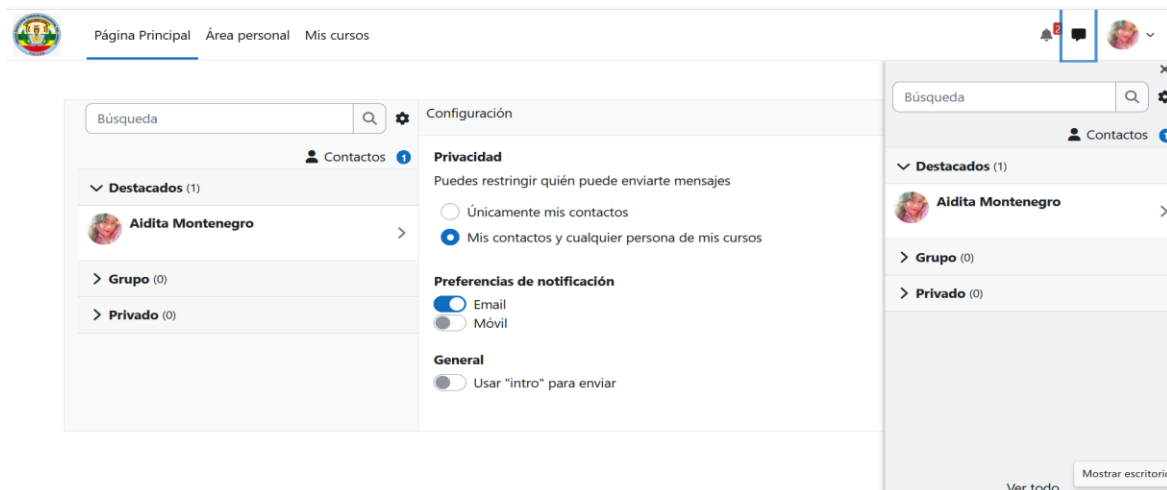 Página Principal Área personal Mis cursos
2
Búsqueda
Contactos 1
Destacados (1)
Aidita Montenegro
Grupo (0)
Privado (0)
Configuración
Privacidad
Puedes restringir quién puede enviarte mensajes
Únicamente mis contactos
Mis contactos y cualquier persona de mis cursos
Preferencias de notificación
Email
Móvil
General
Usar "intro" para enviar
Búsqueda
Contactos 1
Destacados (1)
Aidita Montenegro
Grupo (0)
Privado (0)
Ver todo
Mostrar escritorio